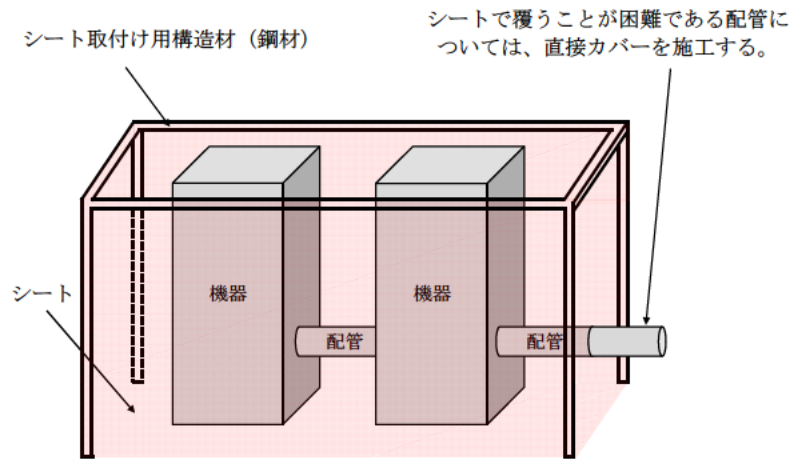 シート取付け用構造材（鋼材）
シートで覆うことが困難である配管に
ついては、直接カバーを施工する。
機器
機器
シート
配管
配管